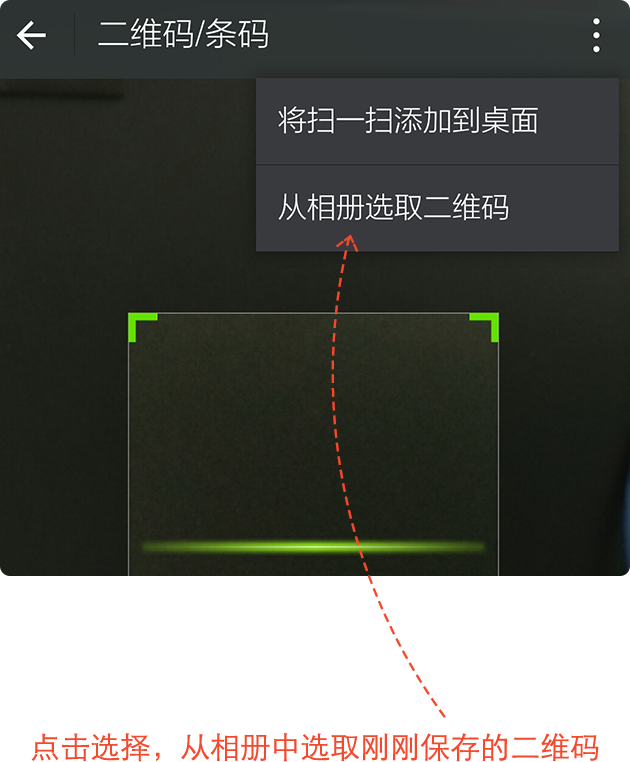 二维码/条码
将扫一扫添加到桌面
从相册选取二维码
点击选择，从相册中选取刚刚保存的二维码